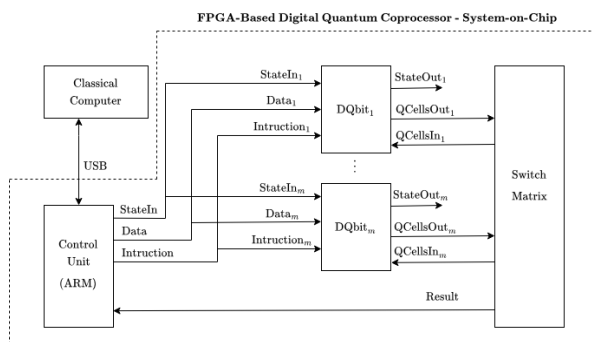 FPGA-Based Digital Quantum Coprocessor - System-on-Chip
Classical
Computer
USB
Control
Unit
(ARM)
StateIn
Data
Intruction
StateIn₁
Data₁
Intruction₁
DQbit₁
StateOut₁
QCellsOut₁
QCellsIn₁
⋮
StateInₘ
Dataₘ
Intructionₘ
DQbitₘ
StateOutₘ
QCellsOutₘ
QCellsInₘ
Switch
Matrix
Result